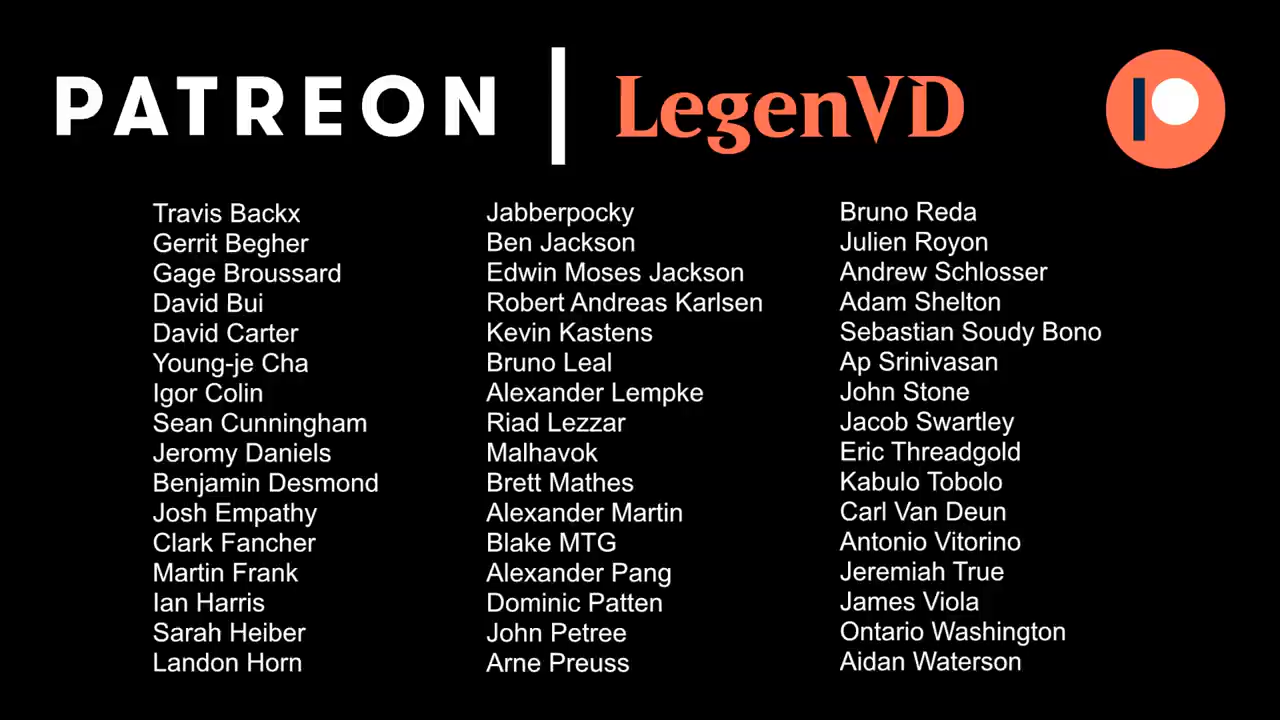 PATREON | LegenVD
Travis Backx
Gerrit Begher
Gage Broussard
David Bui
David Carter
Young-je Cha
Igor Colin
Sean Cunningham
Jeromy Daniels
Benjamin Desmond
Josh Empathy
Clark Fancher
Martin Frank
Ian Harris
Sarah Heiber
Landon Horn
Jabberpocky
Ben Jackson
Edwin Moses Jackson
Robert Andreas Karlsen
Kevin Kastens
Bruno Leal
Alexander Lempke
Riad Lezzar
Malhavok
Brett Mathes
Alexander Martin
Blake MTG
Alexander Pang
Dominic Patten
John Petree
Arne Preuss
Bruno Reda
Julien Royon
Andrew Schlosser
Adam Shelton
Sebastian Soudy Bono
Ap Srinivasan
John Stone
Jacob Swartley
Eric Threadgold
Kabulo Tobolo
Carl Van Deun
Antonio Vitorino
Jeremiah True
James Viola
Ontario Washington
Aidan Waterson